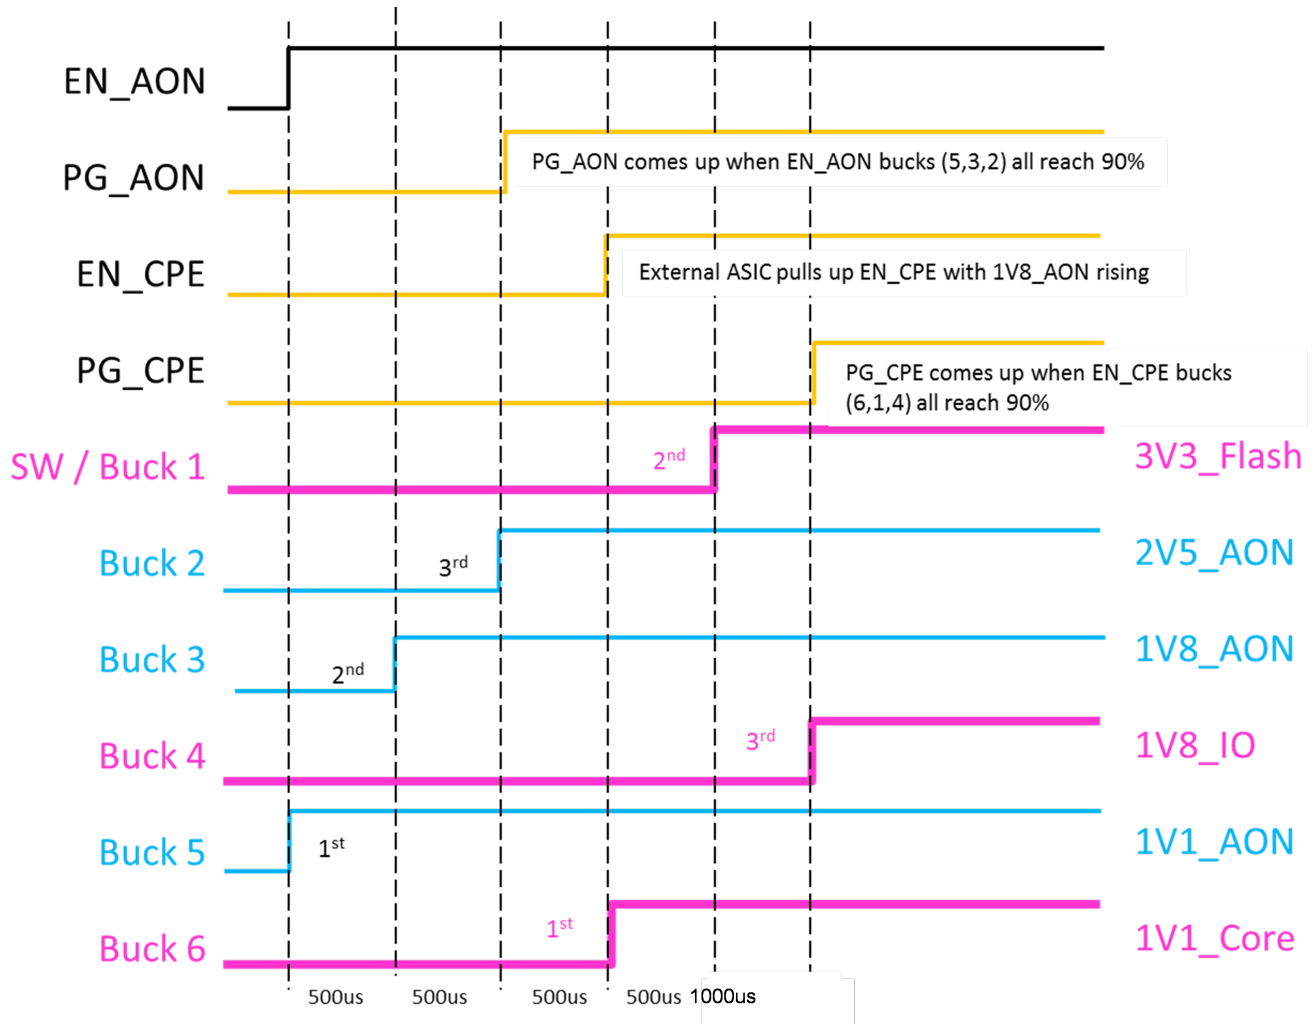 EN_AON
PG_AON
PG_AON comes up when EN_AON bucks (5,3,2) all reach 90%
EN_CPE
External ASIC pulls up EN_CPE with 1V8_AON rising
PG_CPE
PG_CPE comes up when EN_CPE bucks
(6,1,4) all reach 90%
SW / Buck 1 2nd 3V3_Flash
Buck 2 3rd 2V5_AON
Buck 3 2nd 1V8_AON
Buck 4 3rd 1V8_IO
Buck 5 1st 1V1_AON
Buck 6 1st 1V1_Core
500us 500us 500us 500us 1000us